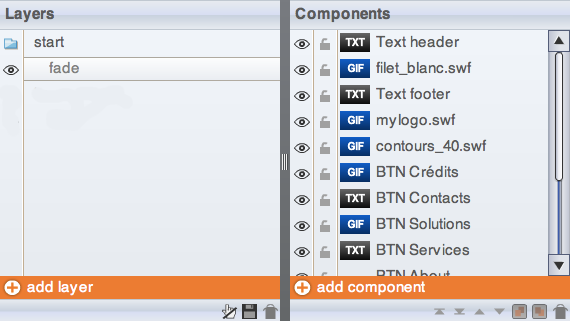 Layers
start
fade
add layer
Components
TXT Text header
GIF filet_blanc.swf
TXT Text footer
GIF mylogo.swf
GIF contours_40.swf
GIF BTN Crédits
TXT BTN Contacts
GIF BTN Solutions
TXT BTN Services
BTN About
add component